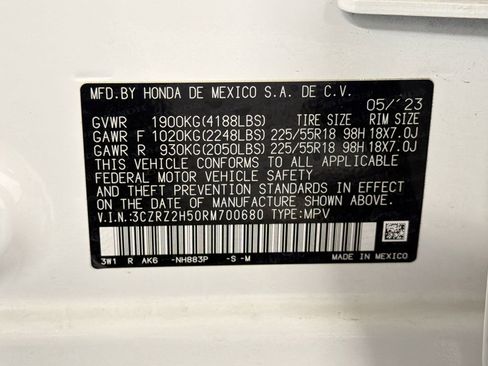 MFD.BY HONDA DE MEXICO S.A. DE C.V.
05/'23
GVWR 1900KG(4188LBS) TIRE SIZE RIM SIZE
GAWR F 1020KG(2248LBS) 225/55R18 98H 18X7.0J
GAWR R 930KG(2050LBS) 225/55R18 98H 18X7.0J
THIS VEHICLE CONFORMS TO ALL APPLICABLE
FEDERAL MOTOR VEHICLE SAFETY
AND THEFT PREVENTION STANDARDS IN EFFECT ON
THE DATE OF MANUFACTURE SHOWN ABOVE.
V.I.N.:3CZRZ2H50RM700680 TYPE:MPV
3W1 R AK6 -NH883P -S -M MADE IN MEXICO